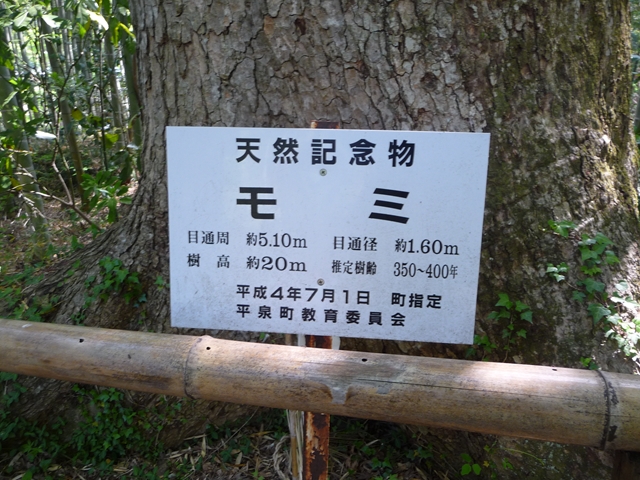 天然記念物
モミ
目通周 約5.10m 目通径 約1.60m
樹高 約20m 推定樹齢 350~400年
平成4年7月1日 町指定
平泉町教育委員会